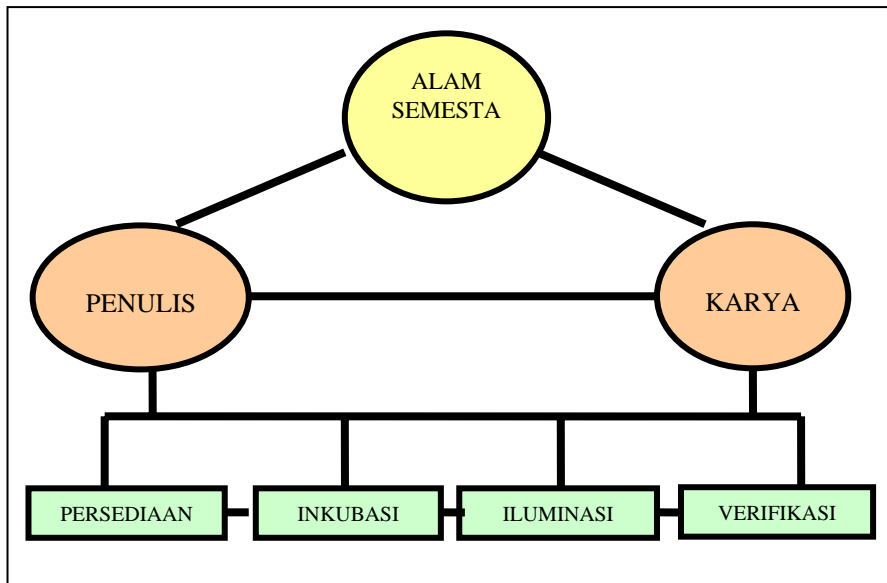 ALAM
SEMESTA
PENULIS
KARYA
PERSEDIAAN
INKUBASI
ILUMINASI
VERIFIKASI